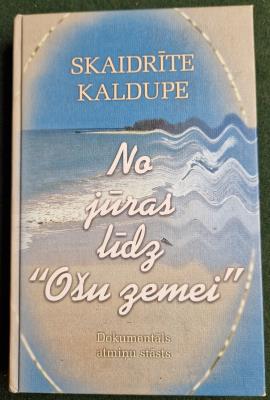 SKAIDRĪTE
KALDUPE
No
jūras
līdz
“Ošu zemei”
Dokumentāls
atmiņu stāsts